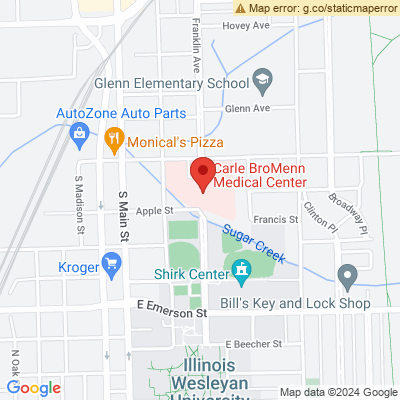 Map error: g.co/staticmaperror
Hovey Ave
Franklin Ave
Glenn Elementary School
Glenn Ave
AutoZone Auto Parts
Monical's Pizza
Carle BroMenn
Medical Center
S Madison St
S Main St
Apple St
Francis St
Clinton Pl
Broadway Pl
Sugar Creek
Kroger
Shirk Center
Bill's Key and Lock Shop
E Emerson St
N Oak
E Beecher St
Illinois
Wesleyan
University
Google
Map data ©2024 Google